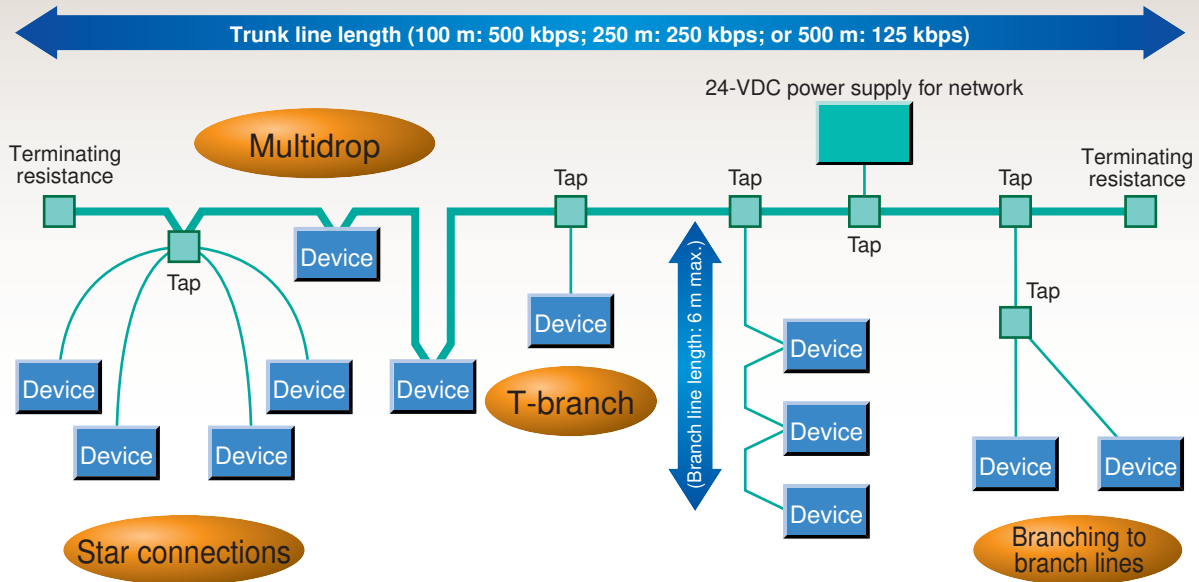 Trunk line length (100 m: 500 kbps; 250 m: 250 kbps; or 500 m: 125 kbps)
24-VDC power supply for network
Multidrop
Terminating
resistance
Tap
Tap
Tap
Terminating
resistance
Device
Tap
Tap
(Branch line length: 6 m max.)
Tap
Device
Device
Device
Device
Device
Device
T-branch
Device
Device
Device
Device
Device
Device
Star connections
Branching to
branch lines